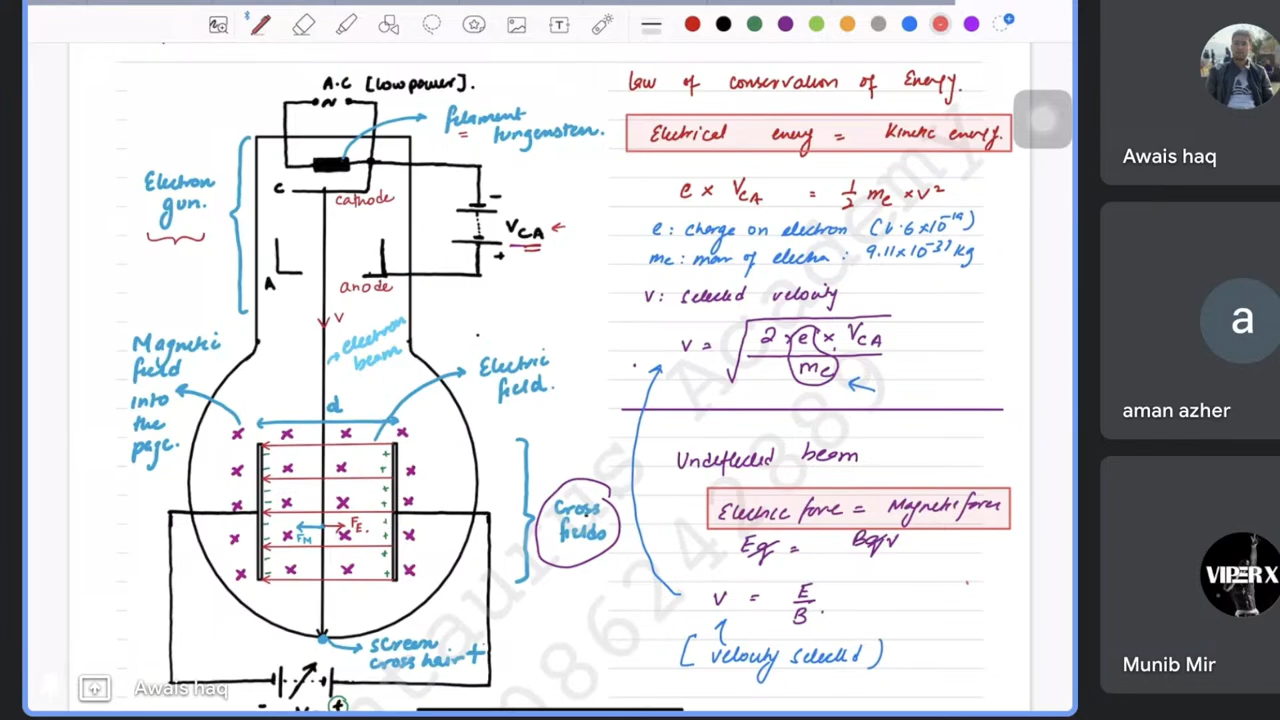 A.C [Low power].
filament
tungensten.
Electron
gun.
C
cathode
VCA
-
+
A
anode
v
electron
beam
Magnetic
field
into
the
page.
Electric
field.
d
FM
FE.
Cross
fields
screen
cross hair +
Law of conservation of Energy.
Electrical energy = Kinetic energy.
e × VCA = 1/2 me × v²
e: charge on electron (1.6×10⁻¹⁹)
me: mass of electron : 9.11×10⁻³¹ kg
v: selected velocity
v = √(2 × e × VCA / me)
Undeflected beam
Electric force = Magnetic force
Eq = Bqv
v = E/B.
[velocity selected)
Awais haq
Awais haq
a
aman azher
VIPER X
Munib Mir
Academy